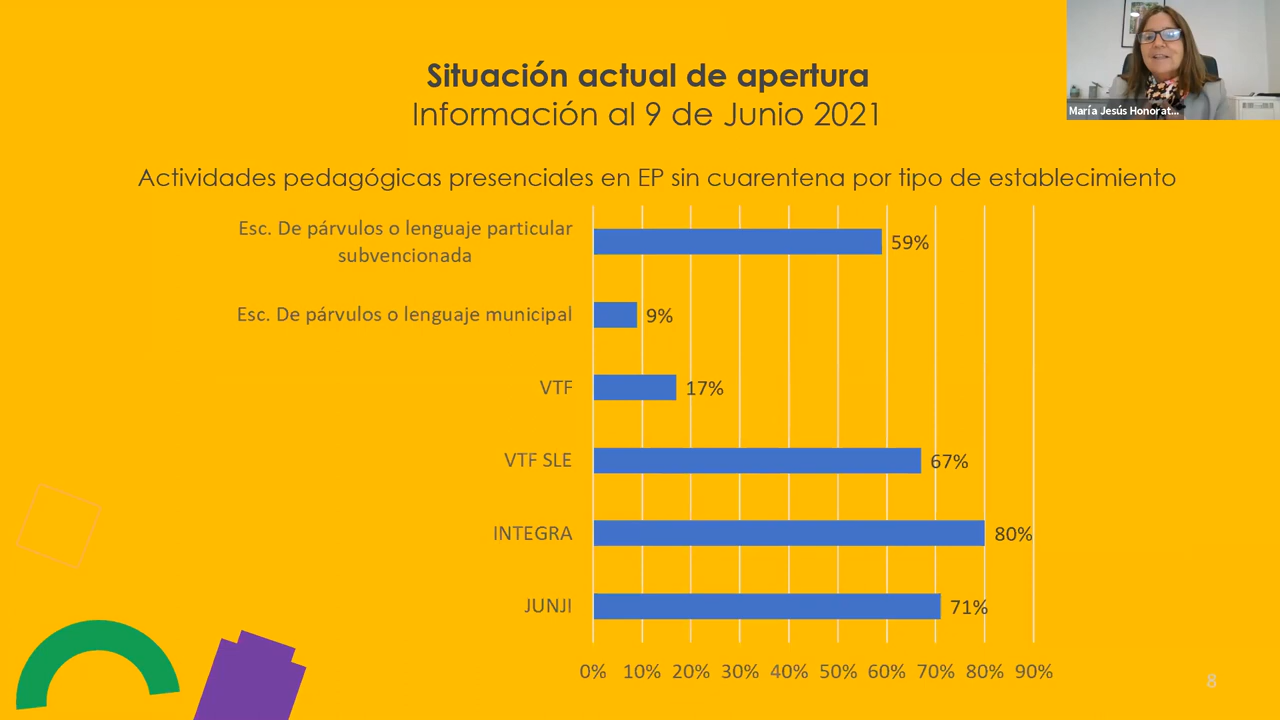 Situación actual de apertura
Información al 9 de Junio 2021
María Jesús Honorat...
Actividades pedagógicas presenciales en EP sin cuarentena por tipo de establecimiento
Esc. De párvulos o lenguaje particular
subvencionada
59%
Esc. De párvulos o lenguaje municipal
9%
VTF
17%
VTF SLE
67%
INTEGRA
80%
JUNJI
71%
0% 10% 20% 30% 40% 50% 60% 70% 80% 90%
8